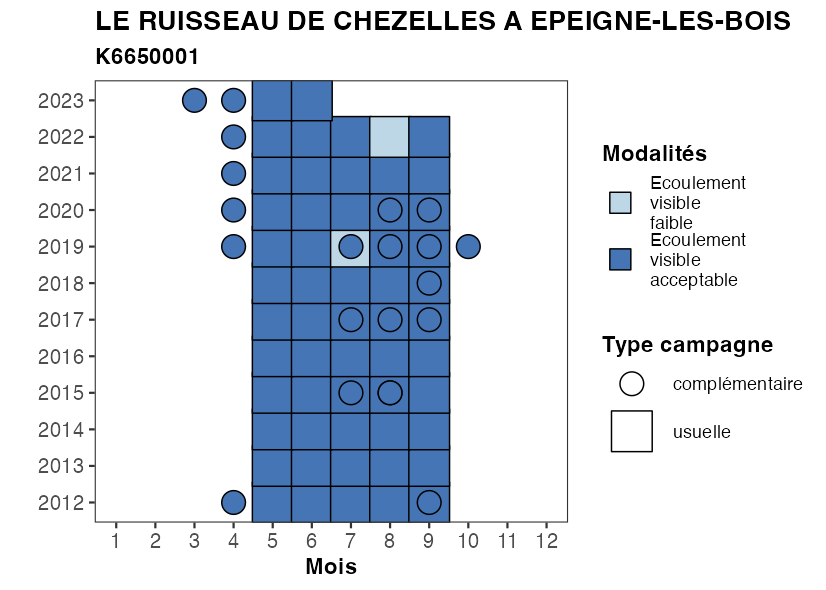 LE RUISSEAU DE CHEZELLES A EPEIGNE-LES-BOIS
K6650001
2023
2022
2021
2020
2019
2018
2017
2016
2015
2014
2013
2012
1 2 3 4 5 6 7 8 9 10 11 12
Mois
Modalités
Ecoulement
visible
faible
Ecoulement
visible
acceptable
Type campagne
complémentaire
usuelle